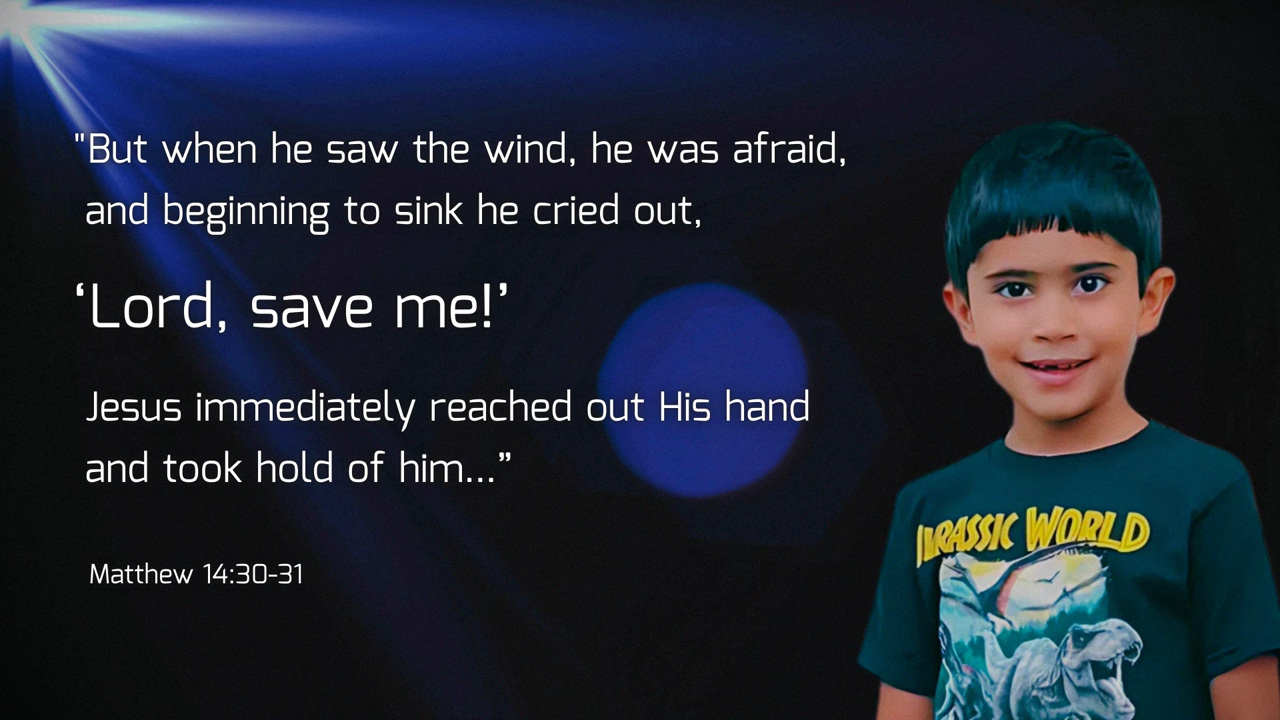 "But when he saw the wind, he was afraid,
and beginning to sink he cried out,
‘Lord, save me!’
Jesus immediately reached out His hand
and took hold of him...”
Matthew 14:30-31
JURASSIC WORLD